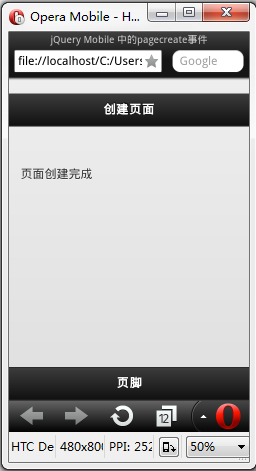 Opera Mobile - H...
jQuery Mobile 中的pagecreate事件
file://localhost/C:/User:
Google
创建页面
页面创建完成
页脚
12
HTC De
480x800
PPI: 252
50%